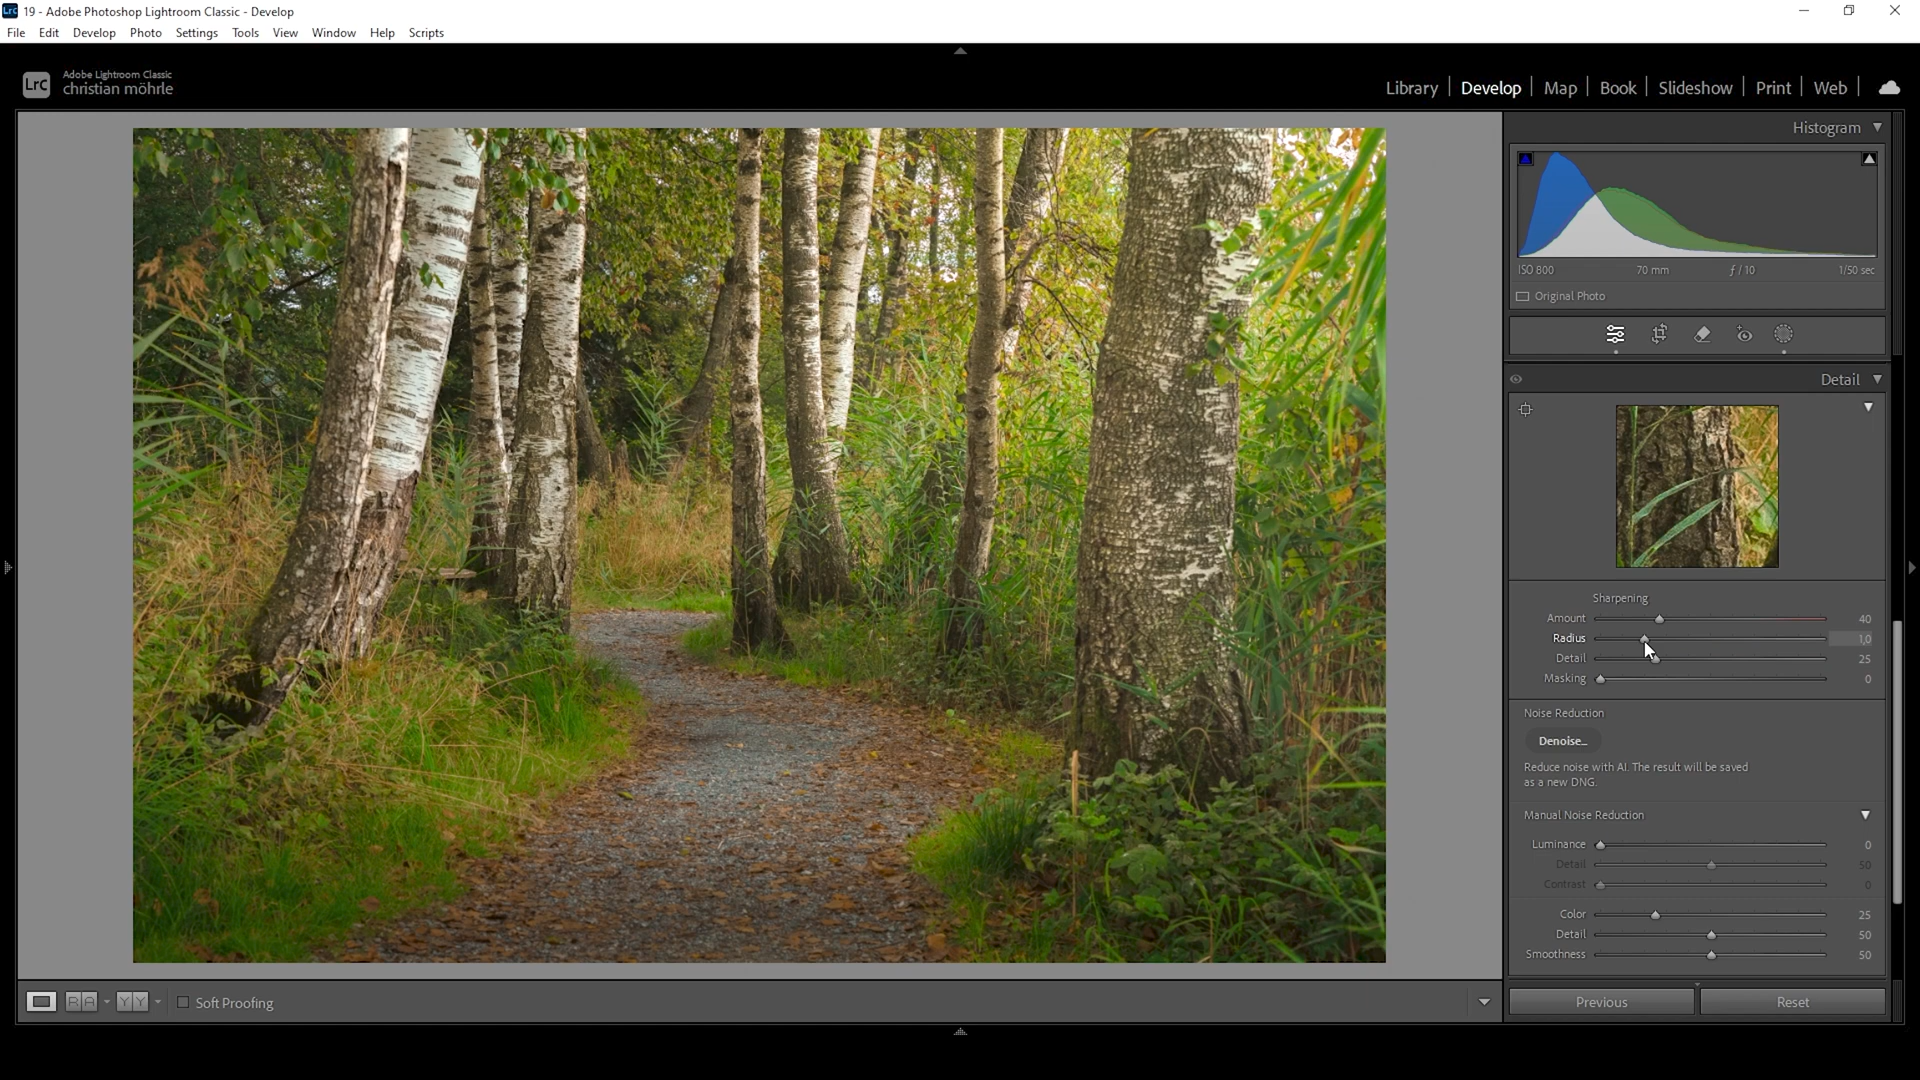 Lrc 19 - Adobe Photoshop Lightroom Classic - Develop
File Edit Develop Photo Settings Tools View Window Help Scripts
Lrc Adobe Lightroom Classic
christian möhrle
Library Develop Map Book Slideshow Print Web
Histogram
ISO 800 70 mm ƒ / 10 1/50 sec
Original Photo
Detail
Sharpening
Amount 40
Radius 1,0
Detail 25
Masking 0
Noise Reduction
Denoise...
Reduce noise with AI. The result will be saved
as a new DNG.
Manual Noise Reduction
Luminance 0
Detail 50
Contrast 0
Color 25
Detail 50
Smoothness 50
R A Y Y Soft Proofing
Previous Reset